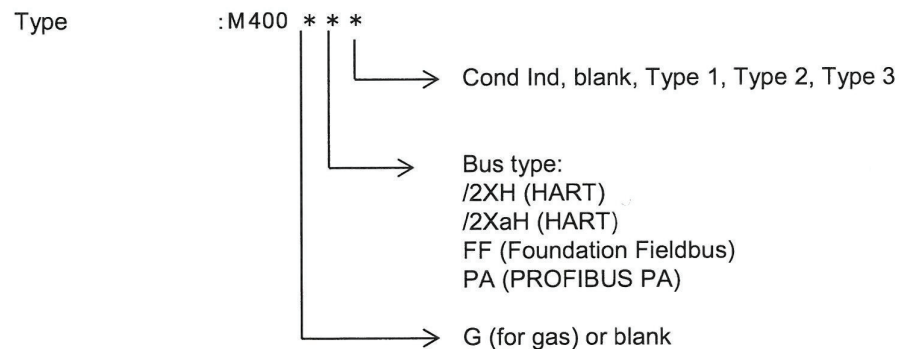 Type :M400 * * *
Cond Ind, blank, Type 1, Type 2, Type 3
Bus type:
/2XH (HART)
/2XaH (HART)
FF (Foundation Fieldbus)
PA (PROFIBUS PA)
G (for gas) or blank